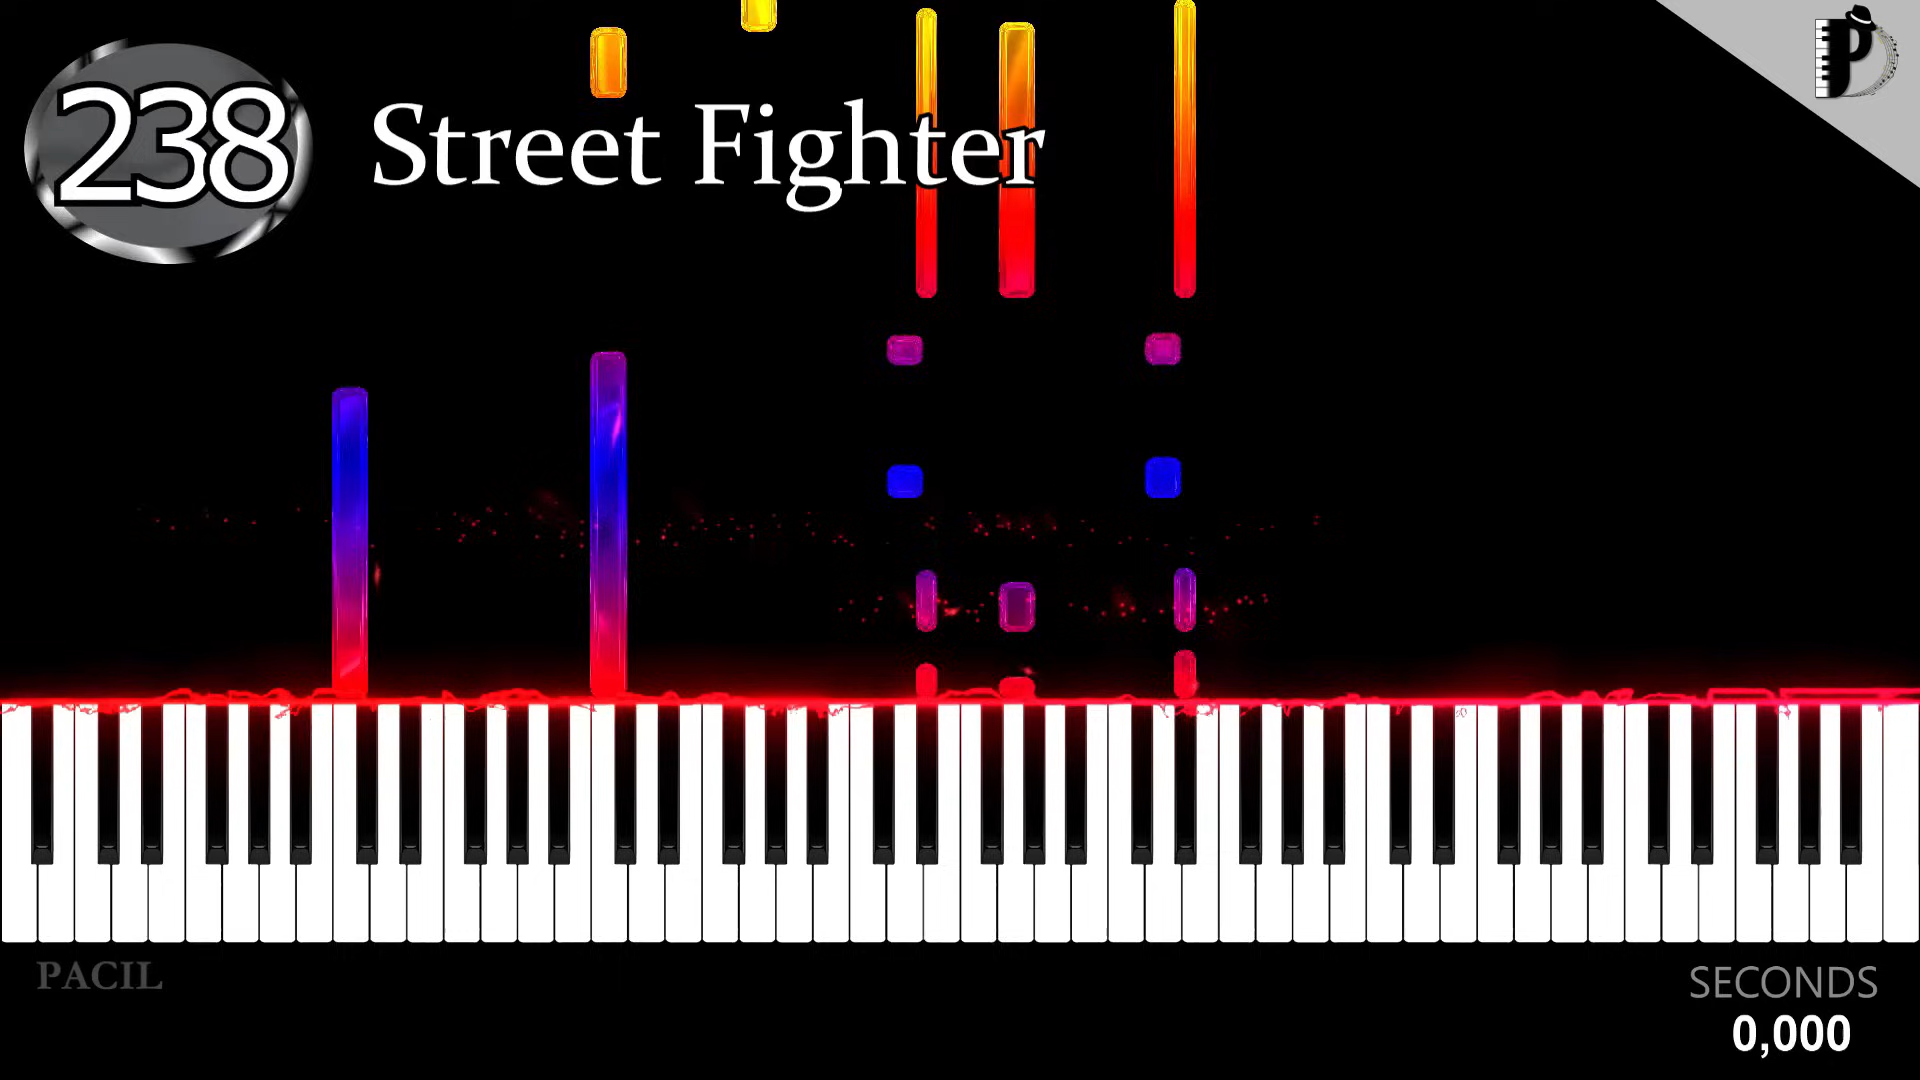 238
Street Fighter
P
PACIL
SECONDS
0,000